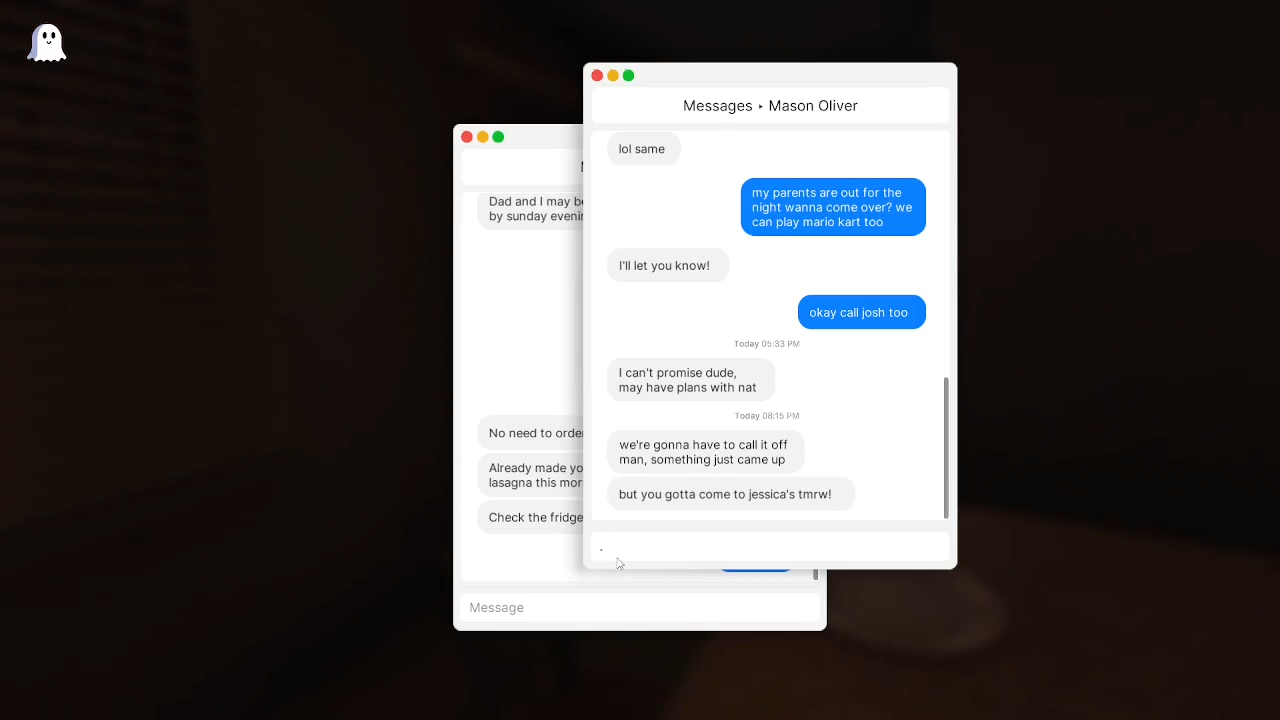 Messages ▸ Mason Oliver
lol same
my parents are out for the
night wanna come over? we
can play mario kart too
I'll let you know!
okay call josh too
Today 05:33 PM
I can't promise dude,
may have plans with nat
Today 08:15 PM
we're gonna have to call it off
man, something just came up
but you gotta come to jessica's tmrw!
.
Dad and I may be
by sunday evenin
No need to orde
Already made yo
lasagna this mor
Check the fridge
Message